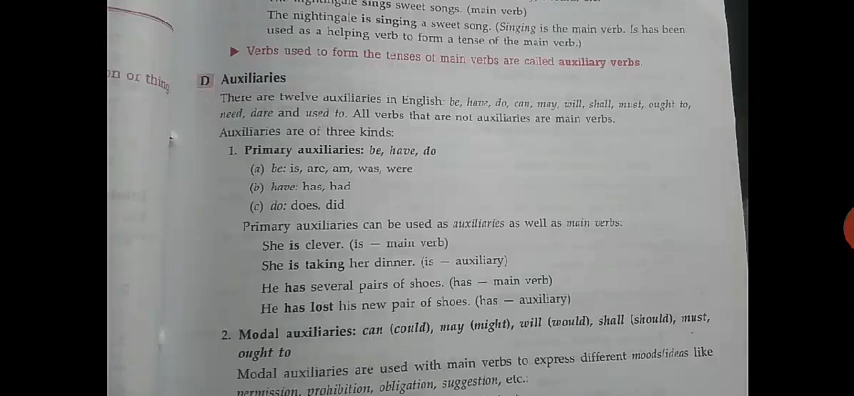 sings sweet songs. (main verb)
The nightingale is singing a sweet song. (Singing is the main verb. Is has been
used as a helping verb to form a tense of the main verb.)
▶ Verbs used to form the tenses of main verbs are called auxiliary verbs.
on or thing
D Auxiliaries
There are twelve auxiliaries in English: be, have, do, can, may, will, shall, must, ought to,
need, dare and used to. All verbs that are not auxiliaries are main verbs.
Auxiliaries are of three kinds:
1. Primary auxiliaries: be, have, do
(a) be: is, are, am, was, were
(b) have: has, had
(c) do: does, did
Primary auxiliaries can be used as auxiliaries as well as main verbs:
She is clever. (is — main verb)
She is taking her dinner. (is — auxiliary)
He has several pairs of shoes. (has — main verb)
He has lost his new pair of shoes. (has — auxiliary)
2. Modal auxiliaries: can (could), may (might), will (would), shall (should), must,
ought to
Modal auxiliaries are used with main verbs to express different moods/ideas like
permission, prohibition, obligation, suggestion, etc.: